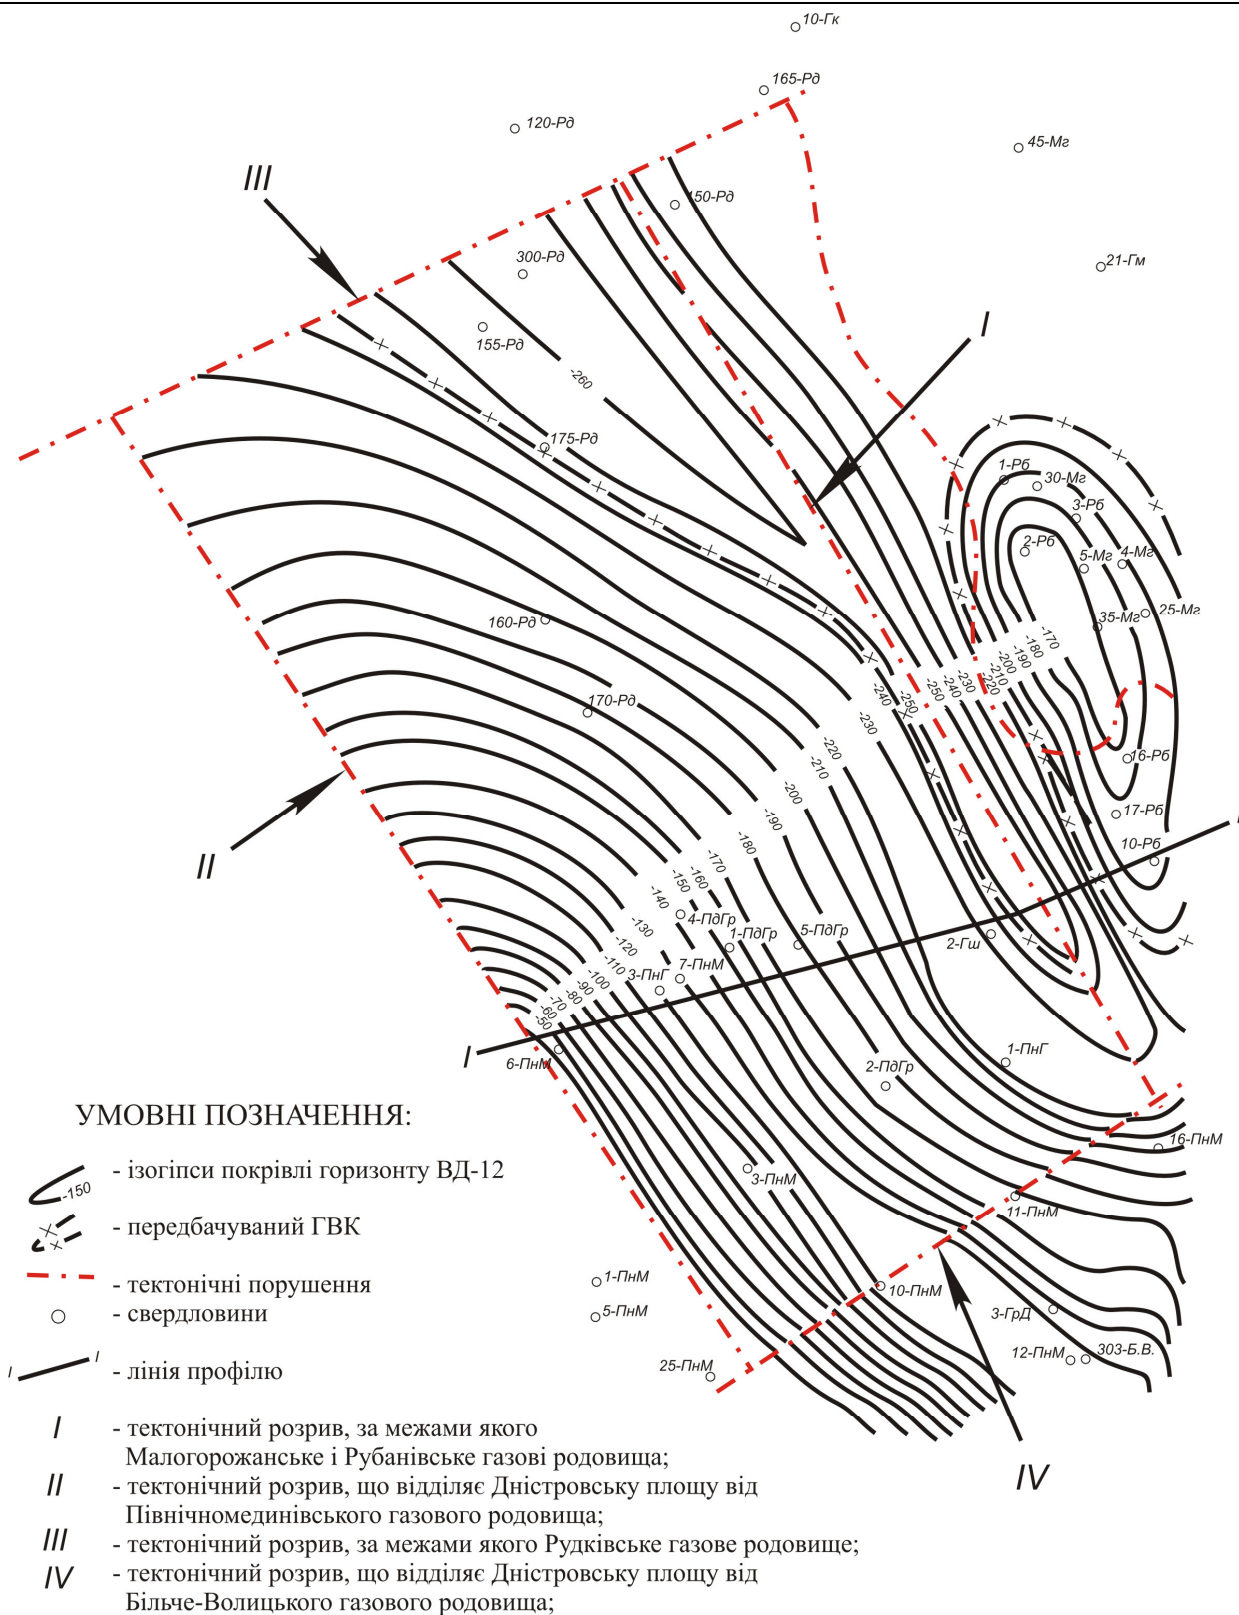 10-Гк
165-Рд
120-Рд
45-Мг
III
150-Рд
21-Гм
300-Рд
I
155-Рд
-260
175-Рд
1-Рб
30-Мг
3-Рб
2-Рб
5-Мг
4-Мг
25-Мг
35-Мг
160-Рд
-170
-180
-190
-200
-210
-220
-230
-240
-250
-250
-240
-230
-220
-210
-200
-190
-180
-170
-160
-150
-140
-130
-120
-110
-100
-90
-80
-70
-60
-50
170-Рд
16-Рб
17-Рб
10-Рб
II
4-ПдГр
1-ПдГр
5-ПдГр
2-Гш
7-ПнМ
3-ПнГ
I
6-ПнМ
1-ПнГ
2-ПдГр
16-ПнМ
3-ПнМ
11-ПнМ
1-ПнМ
5-ПнМ
10-ПнМ
3-ГрД
12-ПнМ
303-Б.В.
25-ПнМ
IV
УМОВНІ ПОЗНАЧЕННЯ:
-150
- ізогіпси покрівлі горизонту ВД-12
- передбачуваний ГВК
- тектонічні порушення
- свердловини
I I
- лінія профілю
I - тектонічний розрив, за межами якого
Малогорожанське і Рубанівське газові родовища;
II - тектонічний розрив, що відділяє Дністровську площу від
Північномединівського газового родовища;
III - тектонічний розрив, за межами якого Рудківське газове родовище;
IV - тектонічний розрив, що відділяє Дністровську площу від
Більче-Волицького газового родовища;